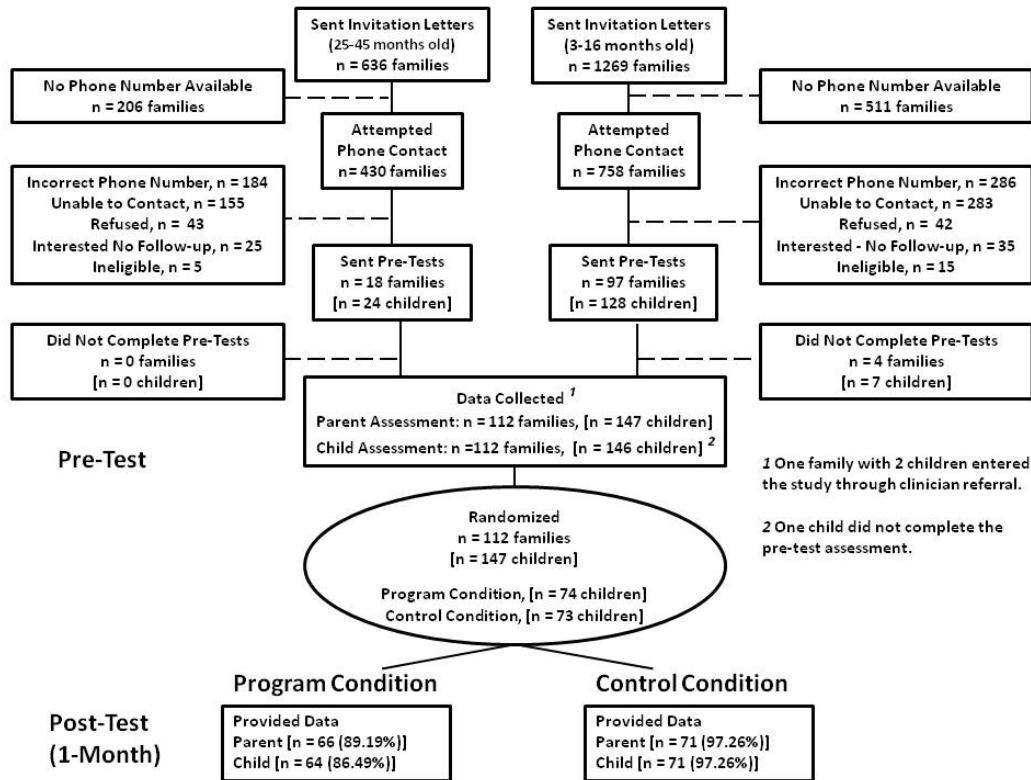 Sent Invitation Letters
(25-45 months old)
n = 636 families
Sent Invitation Letters
(3-16 months old)
n = 1269 families
No Phone Number Available
n = 206 families
No Phone Number Available
n = 511 families
Attempted
Phone Contact
n= 430 families
Attempted
Phone Contact
n= 758 families
Incorrect Phone Number, n = 184
Unable to Contact, n = 155
Refused, n = 43
Interested No Follow-up, n = 25
Ineligible, n = 5
Incorrect Phone Number, n = 286
Unable to Contact, n = 283
Refused, n = 42
Interested - No Follow-up, n = 35
Ineligible, n = 15
Sent Pre-Tests
n = 18 families
[n = 24 children]
Sent Pre-Tests
n = 97 families
[n = 128 children]
Did Not Complete Pre-Tests
n = 0 families
[n = 0 children]
Did Not Complete Pre-Tests
n = 4 families
[n = 7 children]
Data Collected 1
Parent Assessment: n = 112 families, [n = 147 children]
Child Assessment: n =112 families, [n = 146 children] 2
Pre-Test
1 One family with 2 children entered
the study through clinician referral.
2 One child did not complete the
pre-test assessment.
Randomized
n = 112 families
[n = 147 children]
Program Condition, [n = 74 children]
Control Condition, [n = 73 children]
Program Condition
Control Condition
Post-Test
(1-Month)
Provided Data
Parent [n = 66 (89.19%)]
Child [n = 64 (86.49%)]
Provided Data
Parent [n = 71 (97.26%)]
Child [n = 71 (97.26%)]